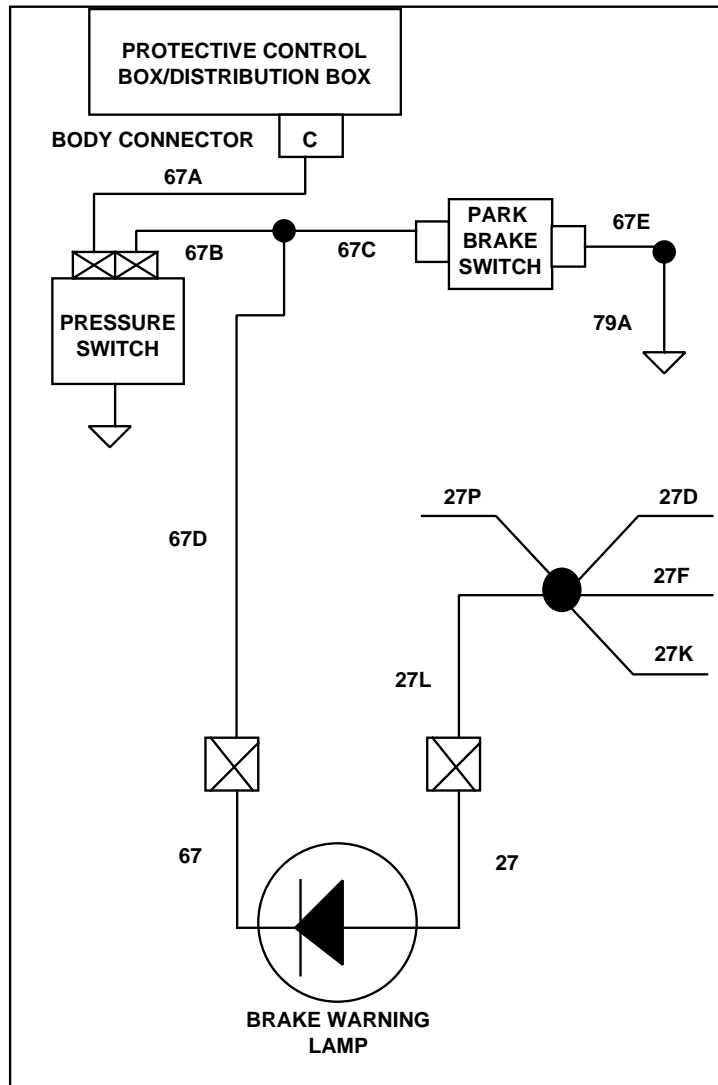 PROTECTIVE CONTROL
BOX/DISTRIBUTION BOX
BODY CONNECTOR
C
67A
67B
67C
PARK
BRAKE
SWITCH
67E
79A
PRESSURE
SWITCH
67D
27P
27D
27F
27K
27L
67
27
BRAKE WARNING
LAMP